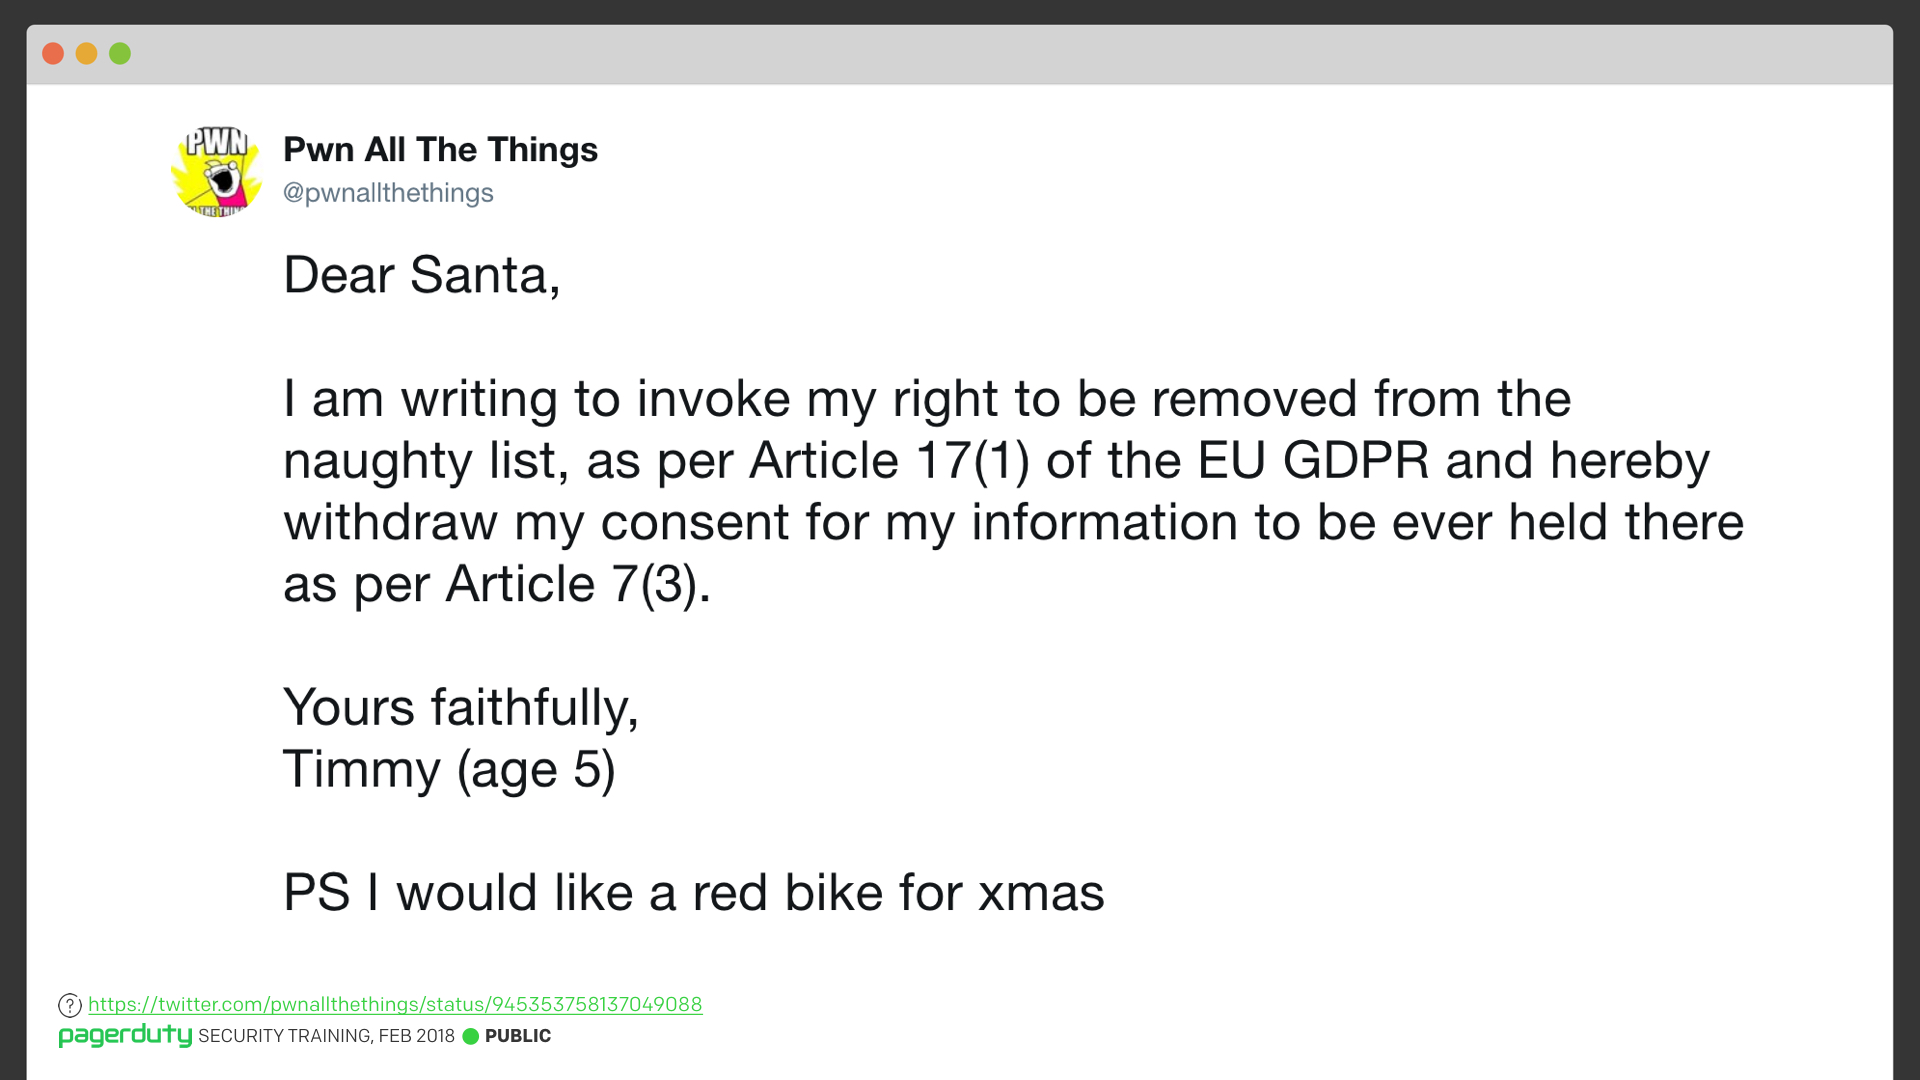 PWN
ALL THE THINGS
Pwn All The Things
@pwnallthethings
Dear Santa,
I am writing to invoke my right to be removed from the
naughty list, as per Article 17(1) of the EU GDPR and hereby
withdraw my consent for my information to be ever held there
as per Article 7(3).
Yours faithfully,
Timmy (age 5)
PS I would like a red bike for xmas
? https://twitter.com/pwnallthethings/status/945353758137049088
pagerduty SECURITY TRAINING, FEB 2018 PUBLIC